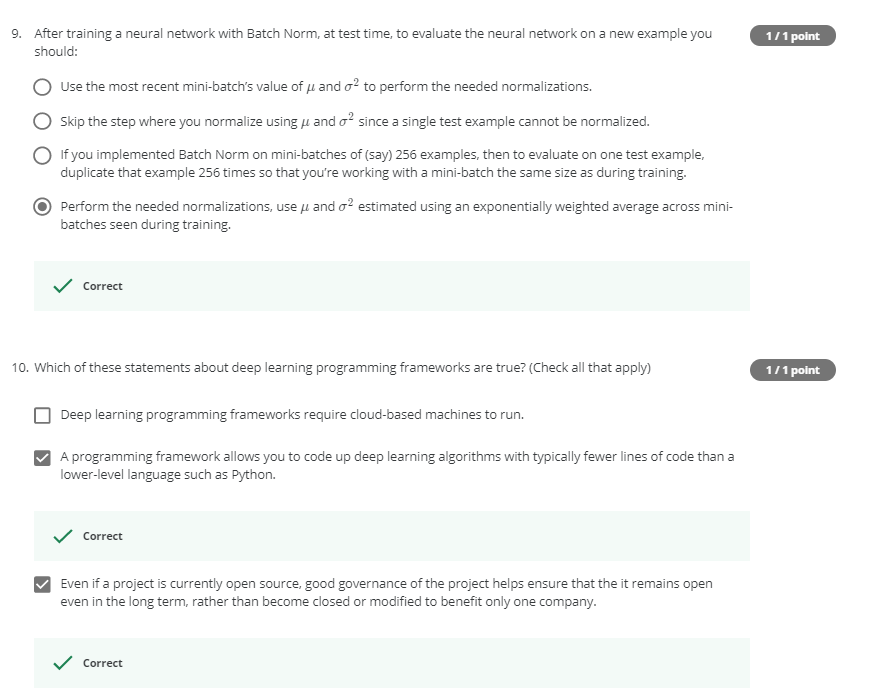 9. After training a neural network with Batch Norm, at test time, to evaluate the neural network on a new example you
should:
1 / 1 point
Use the most recent mini-batch's value of μ and σ² to perform the needed normalizations.
Skip the step where you normalize using μ and σ² since a single test example cannot be normalized.
If you implemented Batch Norm on mini-batches of (say) 256 examples, then to evaluate on one test example,
duplicate that example 256 times so that you're working with a mini-batch the same size as during training.
Perform the needed normalizations, use μ and σ² estimated using an exponentially weighted average across mini-
batches seen during training.
Correct
10. Which of these statements about deep learning programming frameworks are true? (Check all that apply)
1 / 1 point
Deep learning programming frameworks require cloud-based machines to run.
A programming framework allows you to code up deep learning algorithms with typically fewer lines of code than a
lower-level language such as Python.
Correct
Even if a project is currently open source, good governance of the project helps ensure that the it remains open
even in the long term, rather than become closed or modified to benefit only one company.
Correct